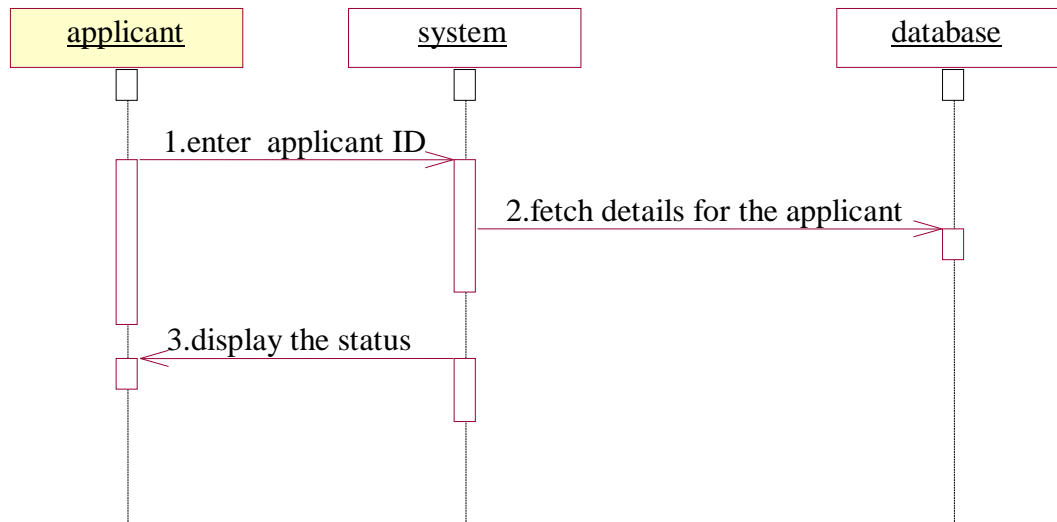 applicant
system
database
1.enter  applicant ID
2.fetch details for the applicant
3.display the status